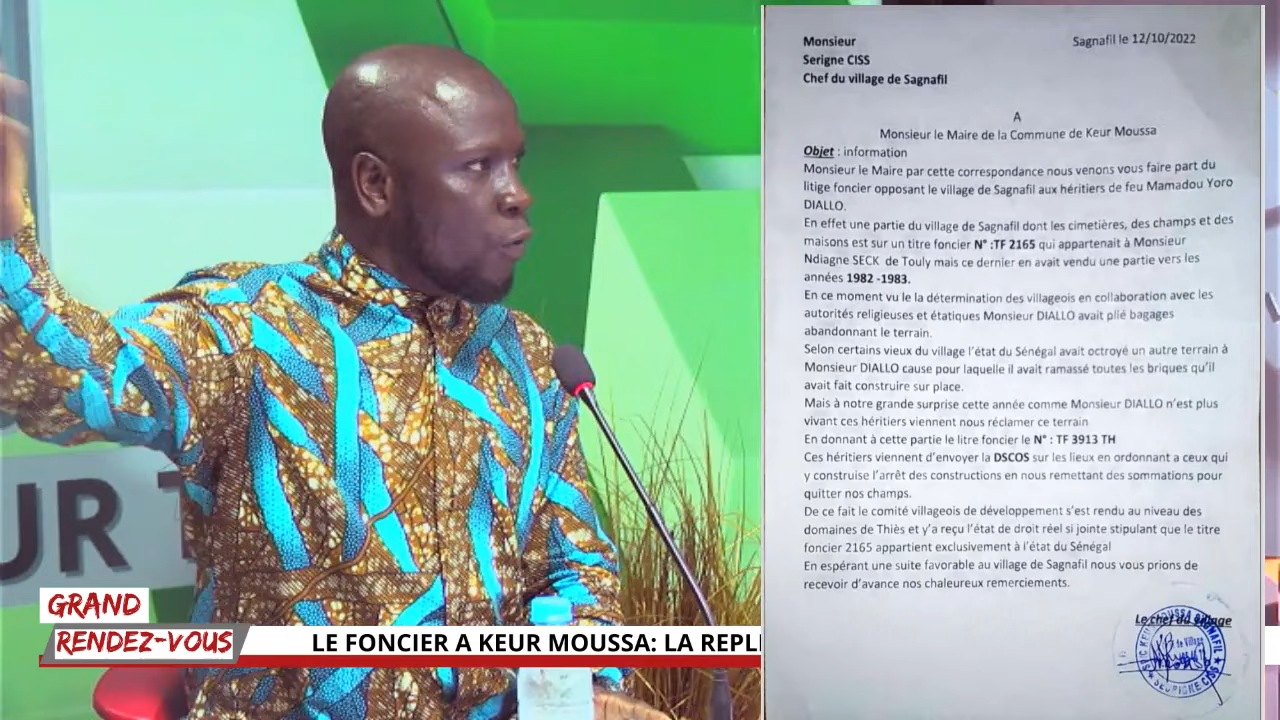 Monsieur
Sagnafil le 12/10/2022
Serigne CISS
Chef du village de Sagnafil
A
Monsieur le Maire de la Commune de Keur Moussa
Objet : information
Monsieur le Maire par cette correspondance nous venons vous faire part du
litige foncier opposant le village de Sagnafil aux héritiers de feu Mamadou Yoro
DIALLO.
En effet une partie du village de Sagnafil dont les cimetières, des champs et des
maisons est sur un titre foncier N° :TF 2165 qui appartenait à Monsieur
Ndiagne SECK de Touly mais ce dernier en avait vendu une partie vers les
années 1982 -1983.
En ce moment vu le la détermination des villageois en collaboration avec les
autorités religieuses et étatiques Monsieur DIALLO avait plié bagages
abandonnant le terrain.
Selon certains vieux du village l'état du Sénégal avait octroyé un autre terrain à
Monsieur DIALLO cause pour laquelle il avait ramassé toutes les briques qu'il
avait fait construire sur place.
Mais à notre grande surprise cette année comme Monsieur DIALLO n'est plus
vivant ces héritiers viennent nous réclamer ce terrain
En donnant à cette partie le litre foncier le N° : TF 3913 TH
Ces héritiers viennent d'envoyer la DSCOS sur les lieux en ordonnant a ceux qui
y construise l'arrêt des constructions en nous remettant des sommations pour
quitter nos champs.
De ce fait le comité villageois de développement s'est rendu au niveau des
domaines de Thiès et y'a reçu l'état de droit réel si jointe stipulant que le titre
foncier 2165 appartient exclusivement à l'état du Sénégal
En espérant une suite favorable au village de Sagnafil nous vous prions de
recevoir d'avance nos chaleureux remerciements.
Le chef du village
SERIGNE CISS
UR
GRAND
RENDEZ-VOUS
LE FONCIER A KEUR MOUSSA: LA REPL